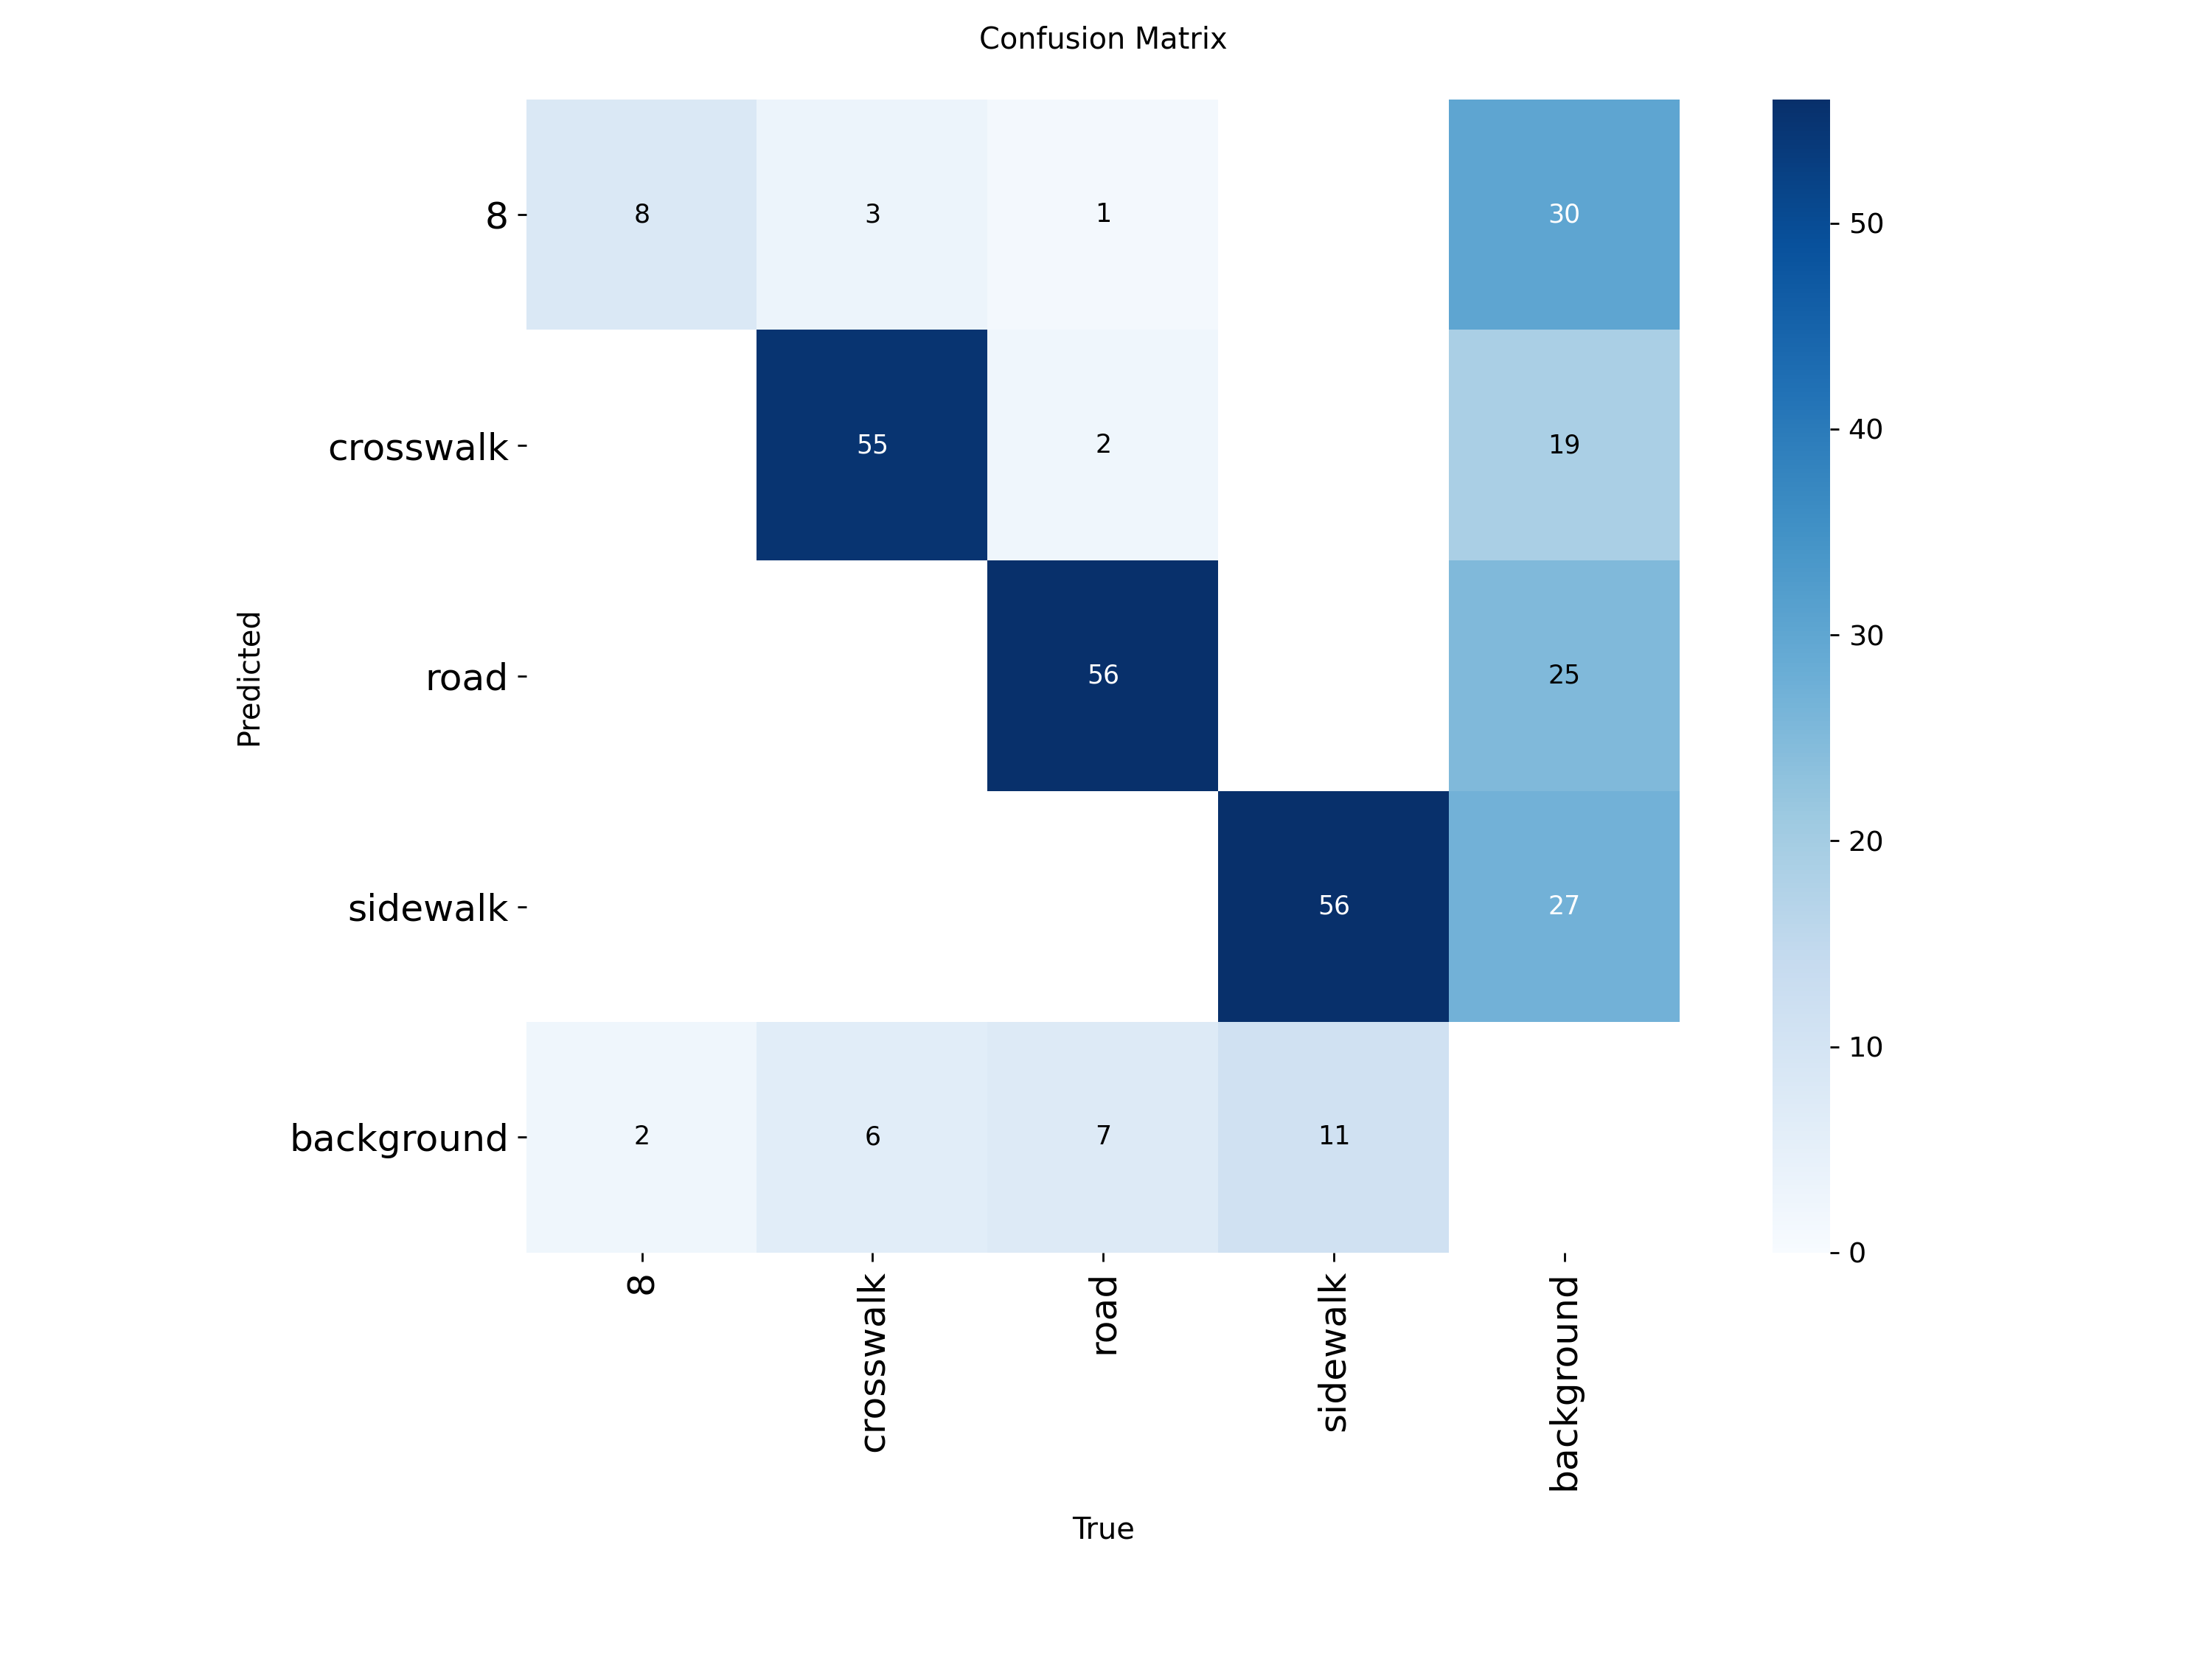 Confusion Matrix
8
8 3 1 30
crosswalk
55 2 19
road
56 25
sidewalk
56 27
background
2 6 7 11
8
crosswalk
road
sidewalk
background
Predicted
True
50
40
30
20
10
0